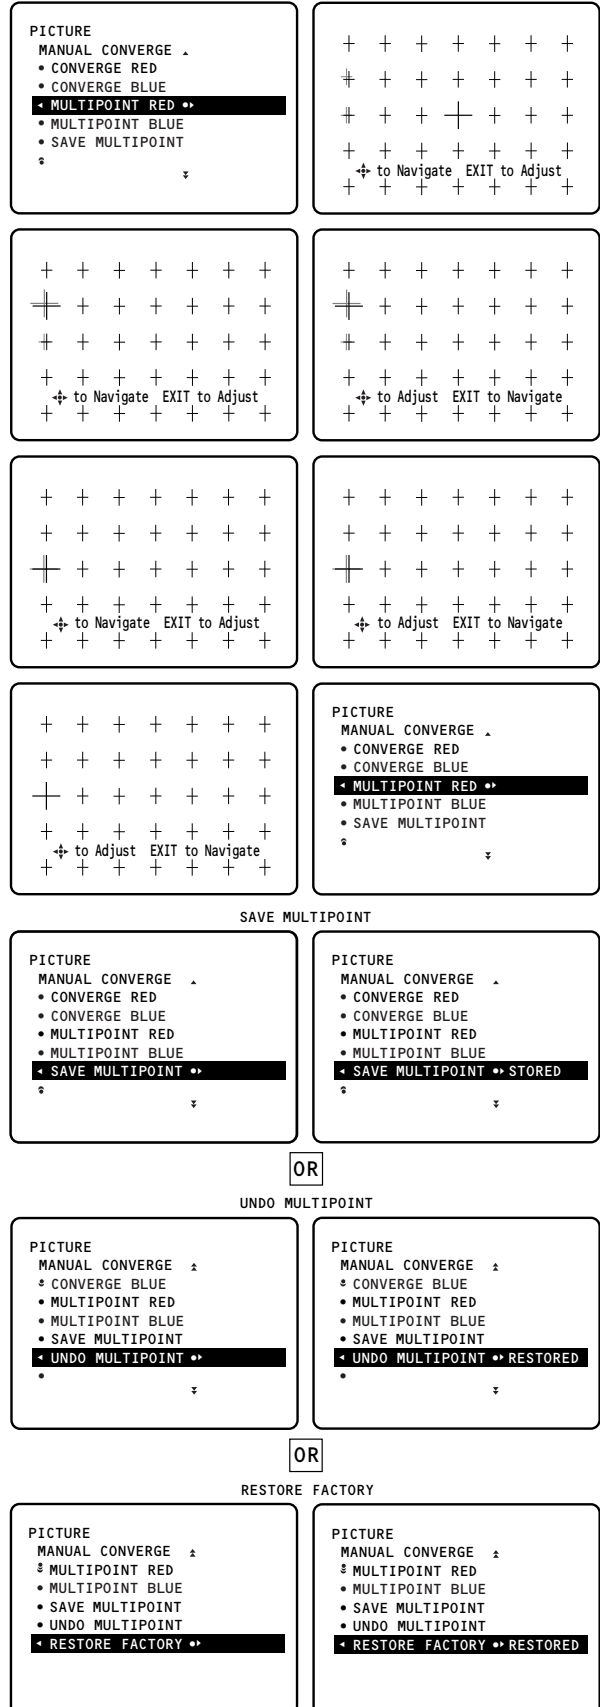 PICTURE
MANUAL CONVERGE
• CONVERGE RED
• CONVERGE BLUE
MULTIPOINT RED
• MULTIPOINT BLUE
• SAVE MULTIPOINT
to Navigate EXIT to Adjust
to Navigate EXIT to Adjust
to Adjust EXIT to Navigate
to Navigate EXIT to Adjust
to Adjust EXIT to Navigate
to Adjust EXIT to Navigate
PICTURE
MANUAL CONVERGE
• CONVERGE RED
• CONVERGE BLUE
MULTIPOINT RED
• MULTIPOINT BLUE
• SAVE MULTIPOINT
SAVE MULTIPOINT
PICTURE
MANUAL CONVERGE
• CONVERGE RED
• CONVERGE BLUE
• MULTIPOINT RED
• MULTIPOINT BLUE
SAVE MULTIPOINT
PICTURE
MANUAL CONVERGE
• CONVERGE RED
• CONVERGE BLUE
• MULTIPOINT RED
• MULTIPOINT BLUE
SAVE MULTIPOINT STORED
OR
UNDO MULTIPOINT
PICTURE
MANUAL CONVERGE
CONVERGE BLUE
• MULTIPOINT RED
• MULTIPOINT BLUE
• SAVE MULTIPOINT
UNDO MULTIPOINT
PICTURE
MANUAL CONVERGE
CONVERGE BLUE
• MULTIPOINT RED
• MULTIPOINT BLUE
• SAVE MULTIPOINT
UNDO MULTIPOINT RESTORED
OR
RESTORE FACTORY
PICTURE
MANUAL CONVERGE
MULTIPOINT RED
• MULTIPOINT BLUE
• SAVE MULTIPOINT
• UNDO MULTIPOINT
RESTORE FACTORY
PICTURE
MANUAL CONVERGE
MULTIPOINT RED
• MULTIPOINT BLUE
• SAVE MULTIPOINT
• UNDO MULTIPOINT
RESTORE FACTORY RESTORED